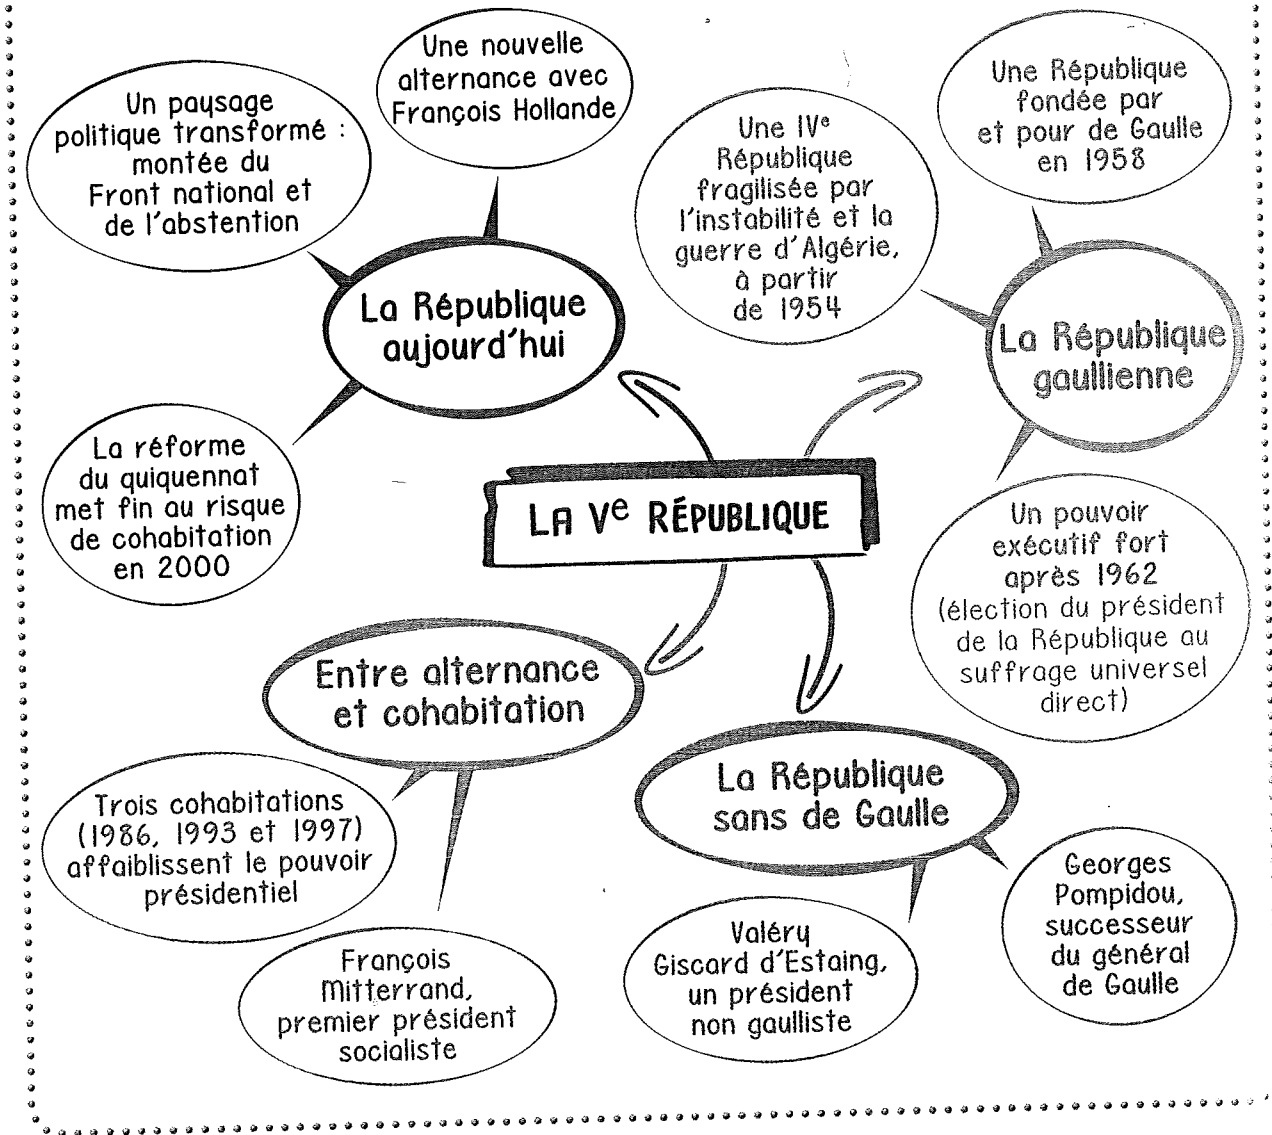 Une nouvelle
alternance avec
François Hollande
Un paysage
politique transformé :
montée du
Front national et
de l'abstention
La République
aujourd'hui
La réforme
du quiquennat
met fin au risque
de cohabitation
en 2000
Une IVe
République
fragilisée par
l'instabilité et la
guerre d'Algérie,
à partir
de 1954
Une République
fondée par
et pour de Gaulle
en 1958
La République
gaullienne
Un pouvoir
exécutif fort
après 1962
(élection du président
de la République au
suffrage universel
direct)
LA Ve RÉPUBLIQUE
Entre alternance
et cohabitation
Trois cohabitations
(1986, 1993 et 1997)
affaiblissent le pouvoir
présidentiel
François
Mitterrand,
premier président
socialiste
La République
sans de Gaulle
Valéry
Giscard d'Estaing,
un président
non gaulliste
Georges
Pompidou,
successeur
du général
de Gaulle